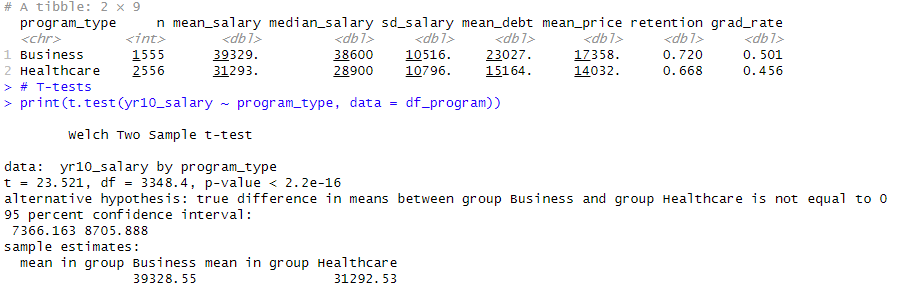 # A tibble: 2 × 9
program_type n mean_salary median_salary sd_salary mean_debt mean_price retention grad_rate
<chr> <int> <dbl> <dbl> <dbl> <dbl> <dbl> <dbl> <dbl>
1 Business 1555 39329. 38600 10516. 23027. 17358. 0.720 0.501
2 Healthcare 2556 31293. 28900 10796. 15164. 14032. 0.668 0.456
> # T-tests
> print(t.test(yr10_salary ~ program_type, data = df_program))
Welch Two Sample t-test
data: yr10_salary by program_type
t = 23.521, df = 3348.4, p-value < 2.2e-16
alternative hypothesis: true difference in means between group Business and group Healthcare is not equal to 0
95 percent confidence interval:
7366.163 8705.888
sample estimates:
mean in group Business mean in group Healthcare
39328.55 31292.53